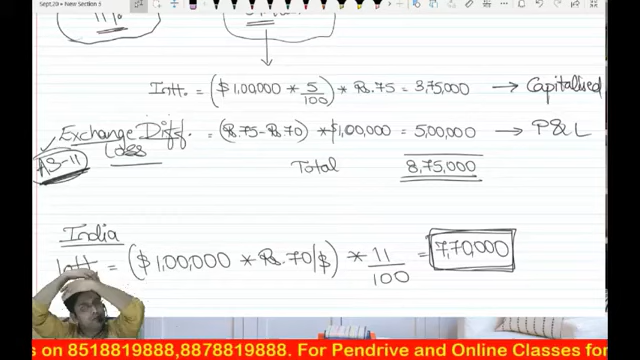 Sept,20 • New Section 3
11%
Intt. = ($ 1,00,000 * 5/100) * Rs.75 = 3,75,000 → Capitalised
Exchange Diff. = (Rs.75-Rs.70) * $1,00,000 = 5,00,000 → P&L
Loss
AS-11
Total 8,75,000
India
Intt = ($ 1,00,000 * Rs.70/$) * 11/100 = 7,70,000
s on 8518819888,8878819888. For Pendrive and Online Classes for